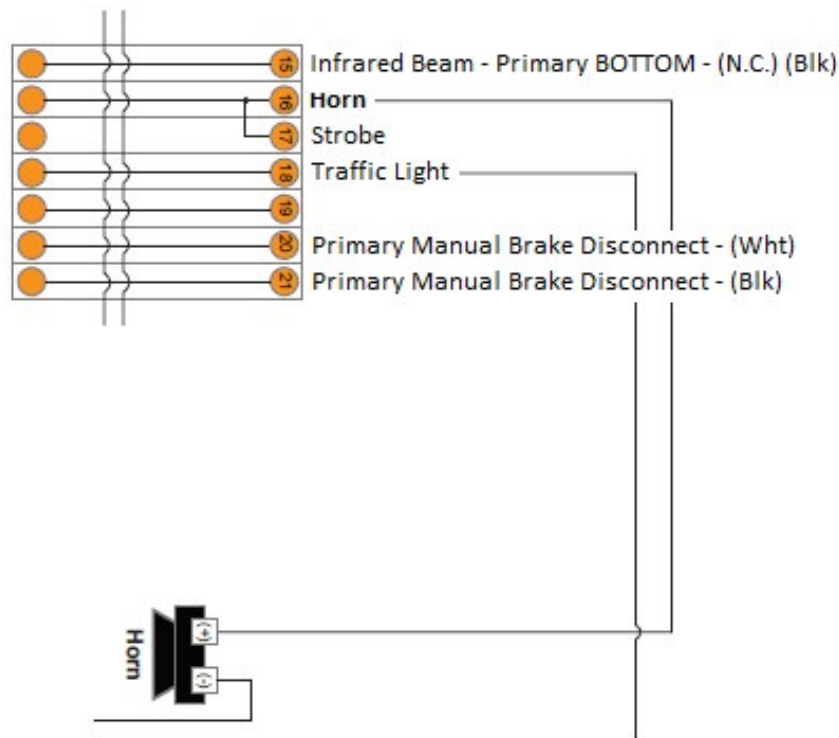 15 Infrared Beam - Primary BOTTOM - (N.C.) (Blk)
16 Horn
17 Strobe
18 Traffic Light
19
20 Primary Manual Brake Disconnect - (Wht)
21 Primary Manual Brake Disconnect - (Blk)
Horn
(+)
(-)